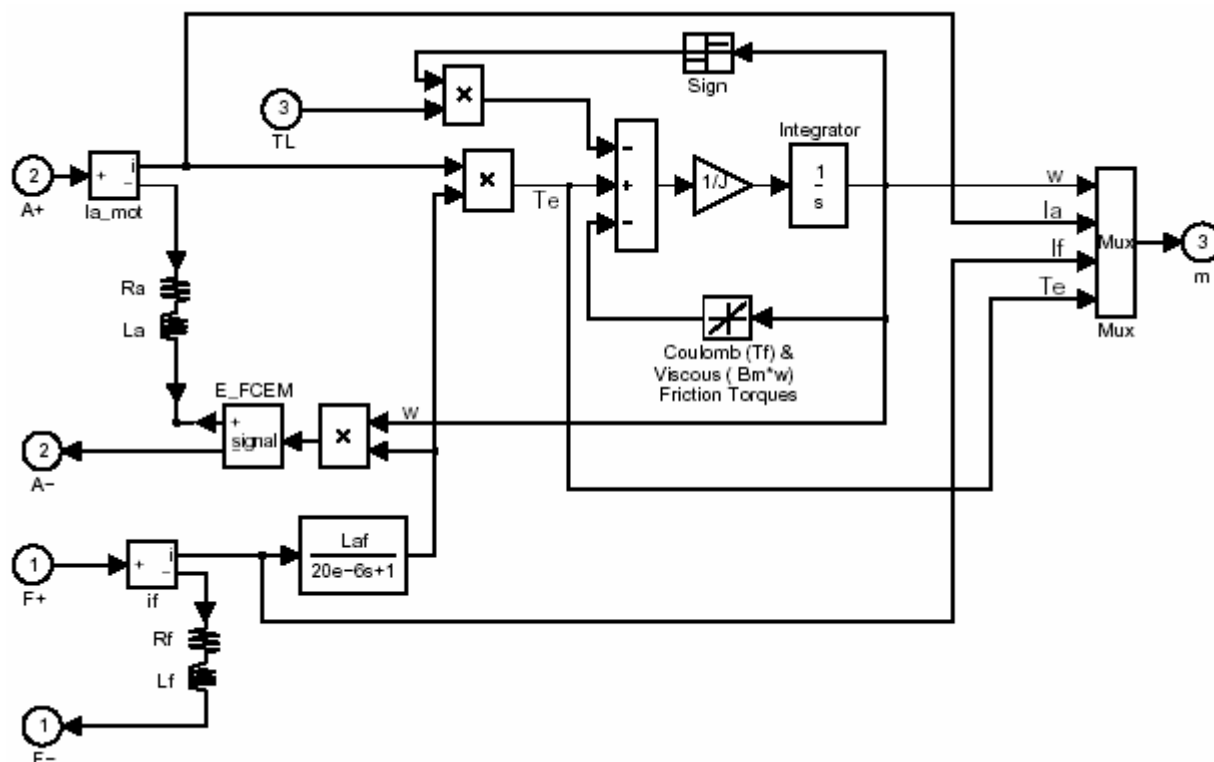 Sign
×
3
TL
Integrator
−
+
−
1/J
1
s
×
Te
2
A+
+
i
−
Ia_mot
w
Ia
If
Te
Mux
Mux
3
m
Ra
La
Coulomb (Tf) &
Viscous ( Bm*w)
Friction Torques
E_FCEM
+
signal
−
×
w
2
A−
Laf
20e−6s+1
1
F+
+
i
−
if
Rf
Lf
1
F−